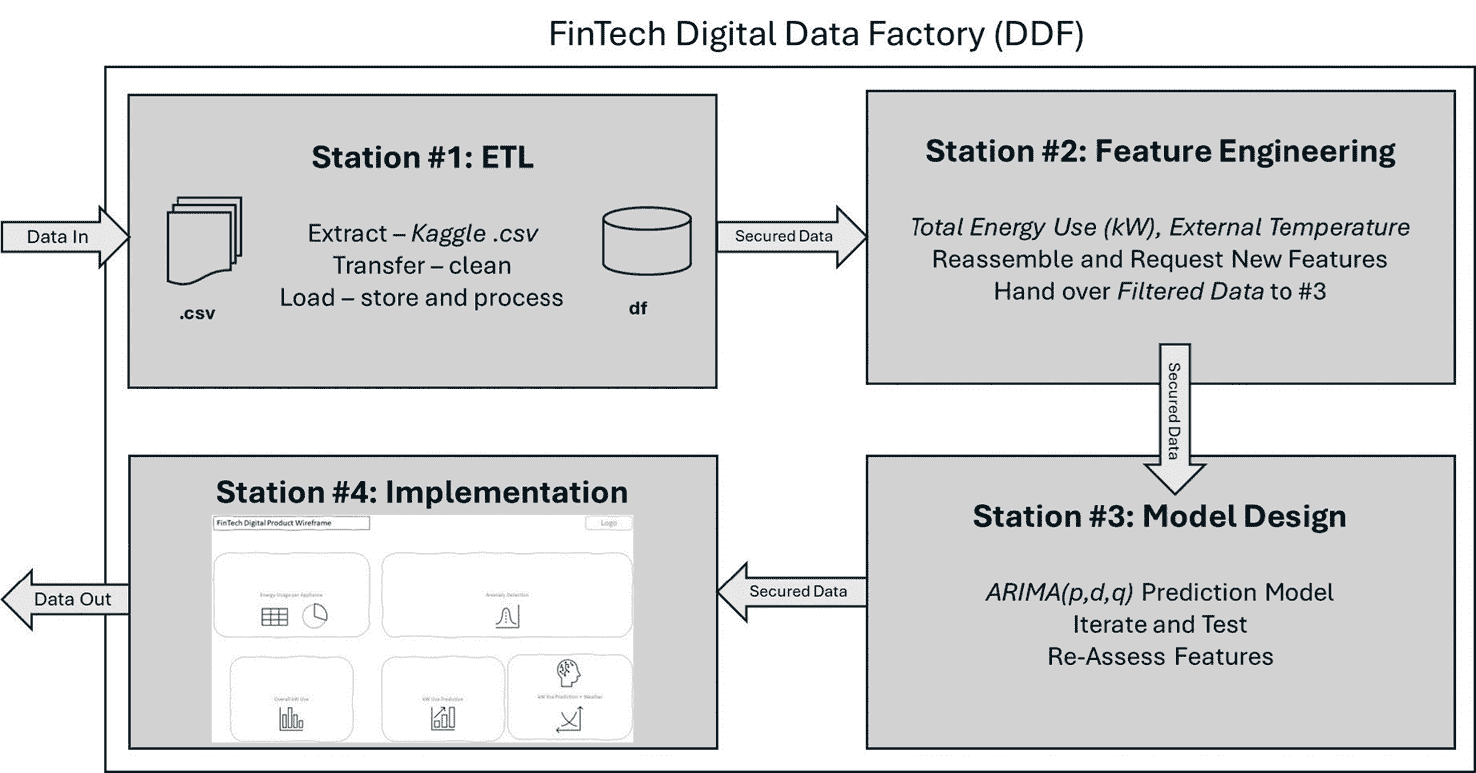 FinTech Digital Data Factory (DDF)
Data In
Station #1: ETL
Extract – Kaggle .csv
Transfer – clean
Load – store and process
.csv
df
Secured Data
Station #2: Feature Engineering
Total Energy Use (kW), External Temperature
Reassemble and Request New Features
Hand over Filtered Data to #3
Secured Data
Station #3: Model Design
ARIMA(p,d,q) Prediction Model
Iterate and Test
Re-Assess Features
Secured Data
Station #4: Implementation
FinTech Digital Product Wireframe
Logo
Energy Usage per Appliance
Anomaly Detection
Overall kW Use
kW Use Prediction
kW Use Prediction + Weather
Data Out